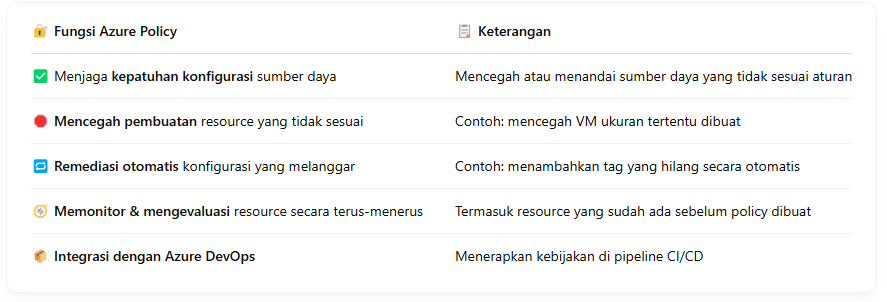 🔐 Fungsi Azure Policy 📋 Keterangan
✅ Menjaga kepatuhan konfigurasi sumber daya Mencegah atau menandai sumber daya yang tidak sesuai aturan
🛑 Mencegah pembuatan resource yang tidak sesuai Contoh: mencegah VM ukuran tertentu dibuat
🔁 Remediasi otomatis konfigurasi yang melanggar Contoh: menambahkan tag yang hilang secara otomatis
🧭 Memonitor & mengevaluasi resource secara terus-menerus Termasuk resource yang sudah ada sebelum policy dibuat
📦 Integrasi dengan Azure DevOps Menerapkan kebijakan di pipeline CI/CD